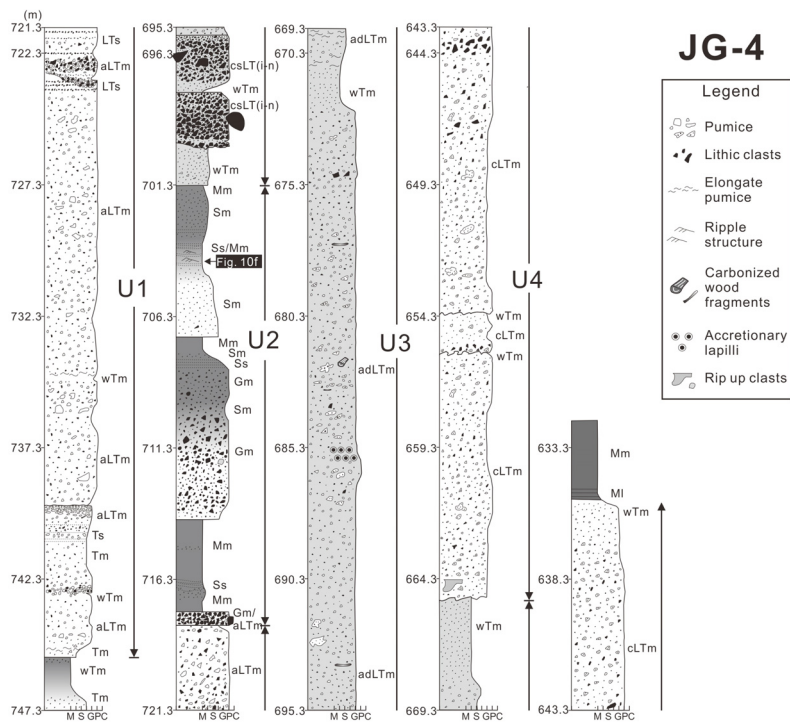 (m)
721.3
722.3
727.3
732.3
737.3
742.3
747.3
LTs
aLTm
LTs
aLTm
wTm
aLTm
aLTm
Ts
Tm
wTm
aLTm
Tm
wTm
Tm
M S GPC
U1
695.3
696.3
701.3
706.3
711.3
716.3
721.3
csLT(i-n)
wTm
csLT(i-n)
wTm
Mm
Sm
Ss/Mm
Fig. 10f
Sm
Mm
Sm
Ss
Gm
Sm
Gm
Mm
Ss
Mm
Gm/
aLTm
aLTm
M S GPC
U2
669.3
670.3
675.3
680.3
685.3
690.3
695.3
adLTm
wTm
adLTm
adLTm
M S GPC
U3
643.3
644.3
649.3
654.3
659.3
664.3
669.3
cLTm
wTm
cLTm
wTm
cLTm
wTm
M S GPC
U4
633.3
638.3
643.3
Mm
Ml
wTm
cLTm
M S GPC
JG-4
Legend
Pumice
Lithic clasts
Elongate
pumice
Ripple
structure
Carbonized
wood
fragments
Accretionary
lapilli
Rip up clasts